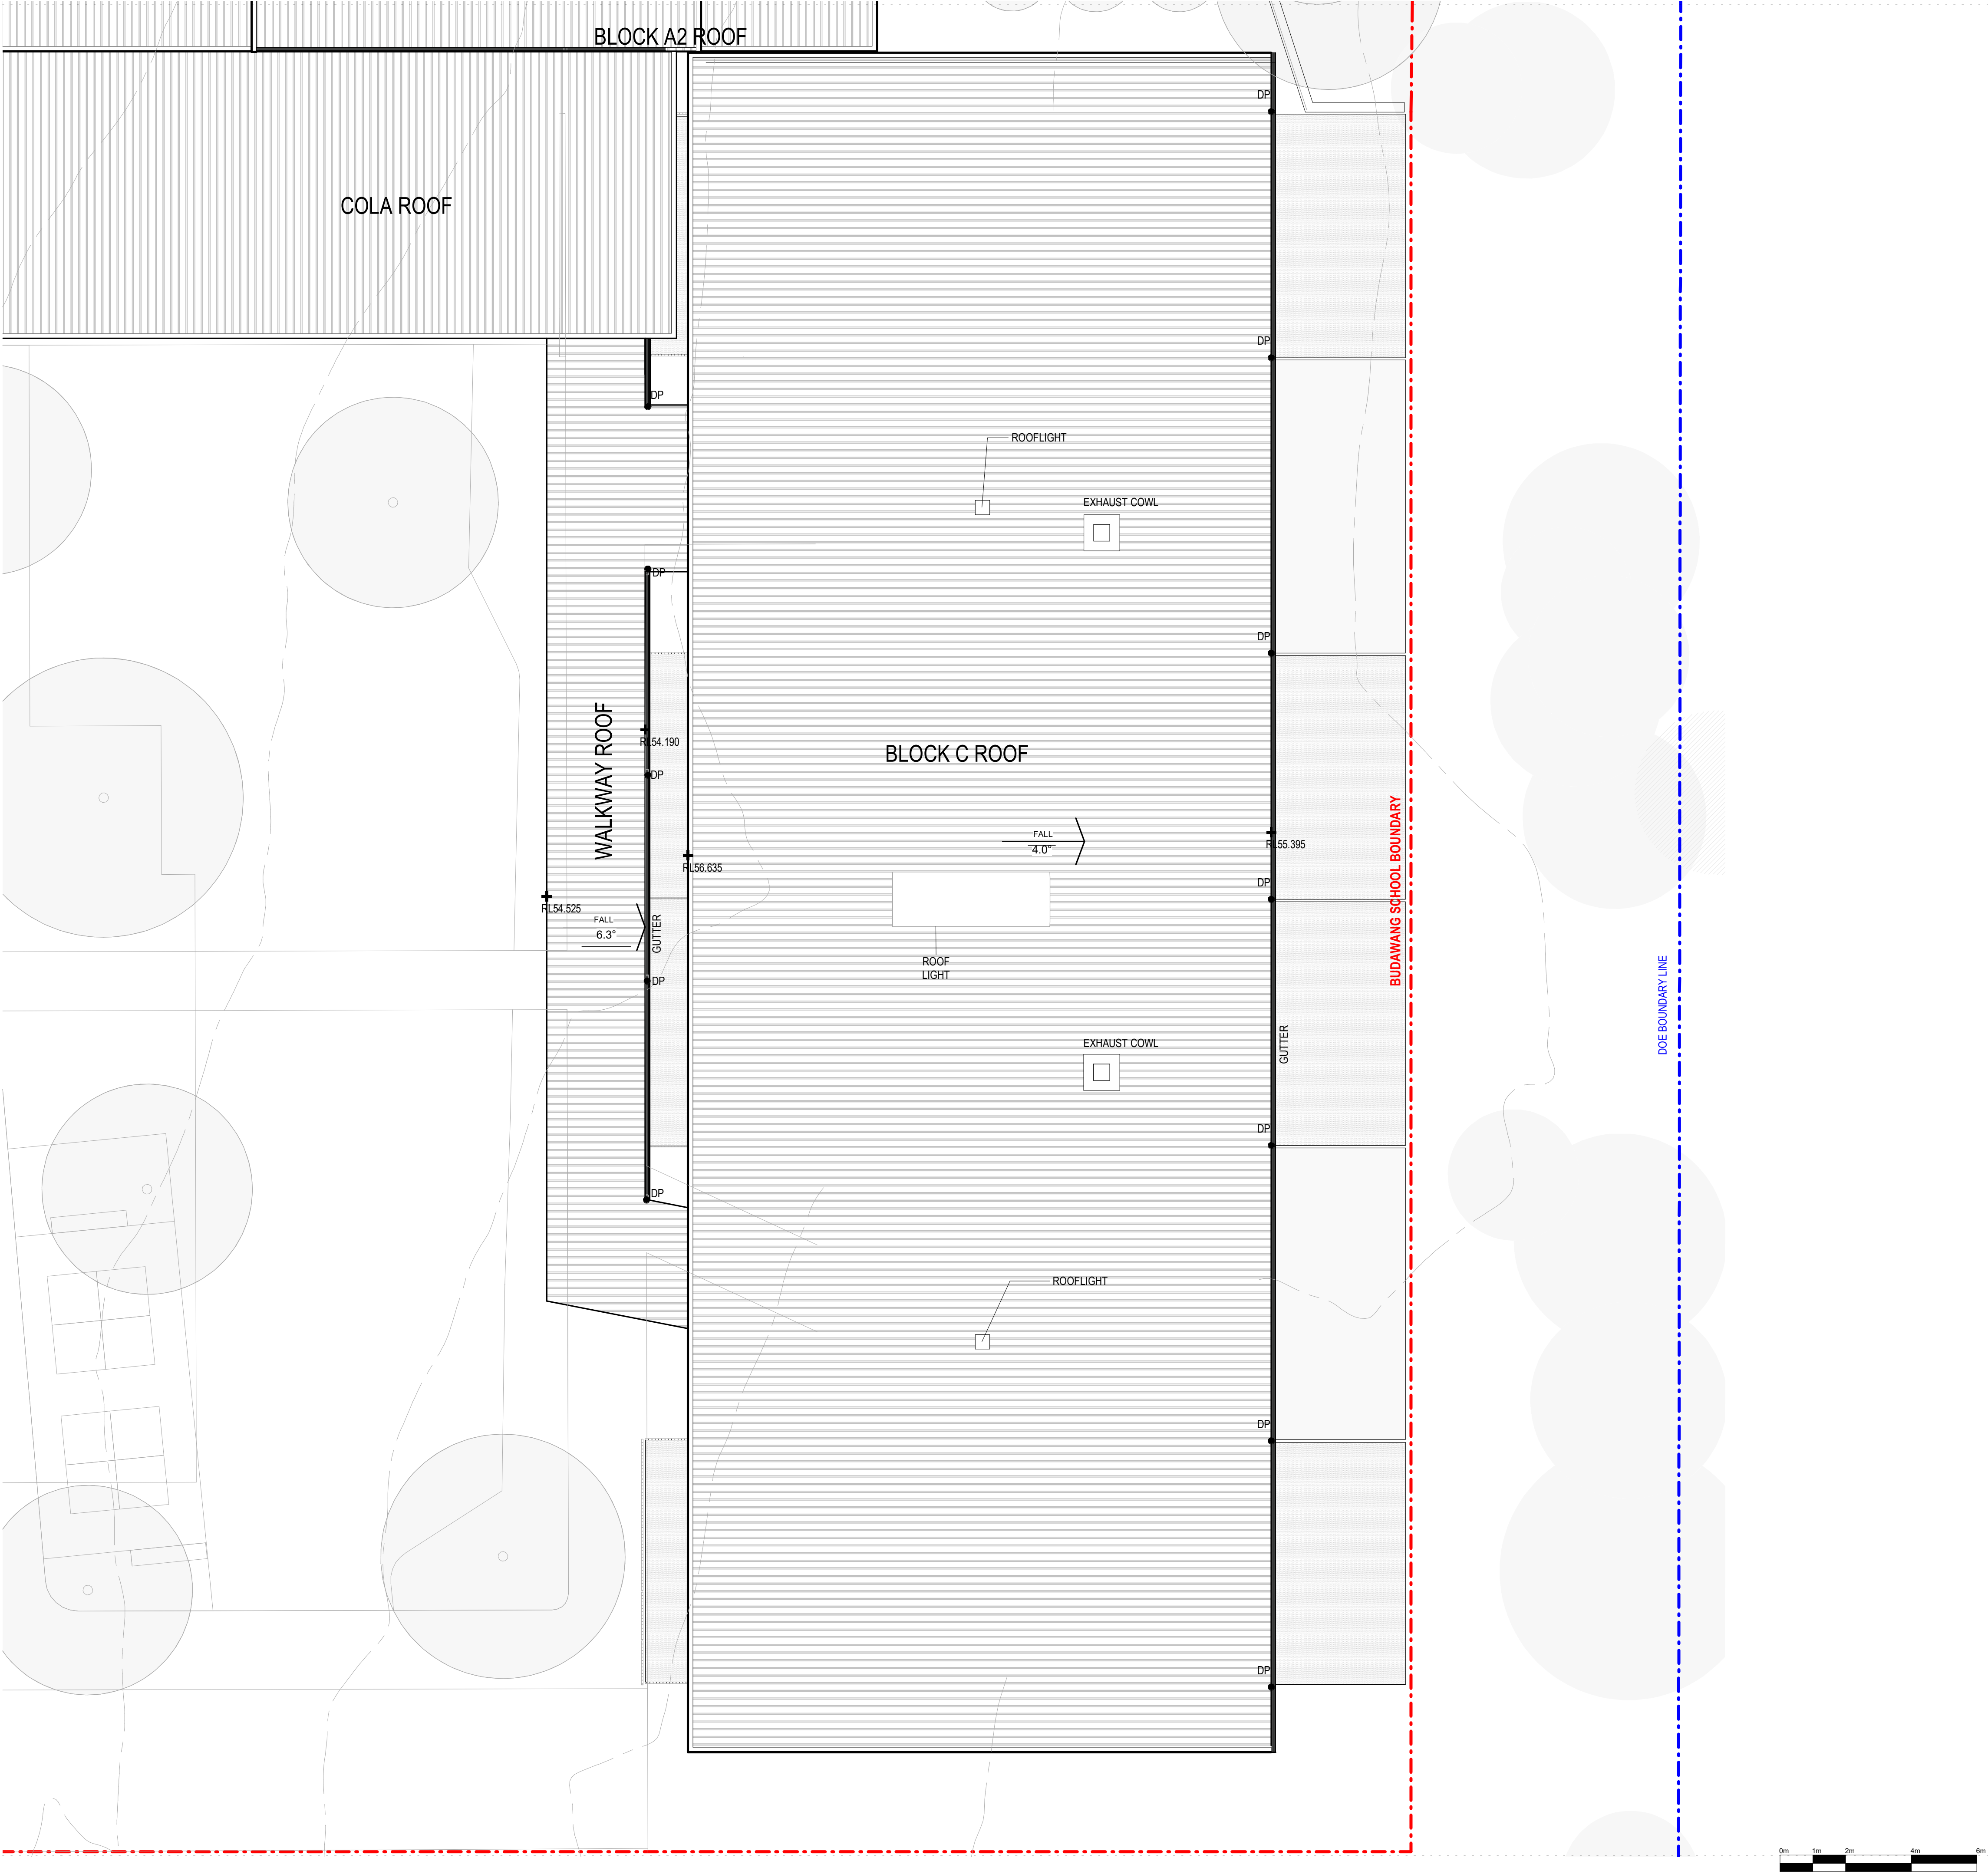 BLOCK A2 ROOF
DP
COLA ROOF
DP
DP
ROOFLIGHT
EXHAUST COWL
DP
DP
WALKWAY ROOF
RL54.190
BLOCK C ROOF
DP
BUDAWANG SCHOOL BOUNDARY
FALL
4.0°
RL55.395
RL56.635
DP
RL54.525
FALL
6.3°
GUTTER
ROOF
LIGHT
DOE BOUNDARY LINE
DP
EXHAUST COWL
GUTTER
DP
DP
ROOFLIGHT
DP
DP
0m 1m 2m 4m 6m